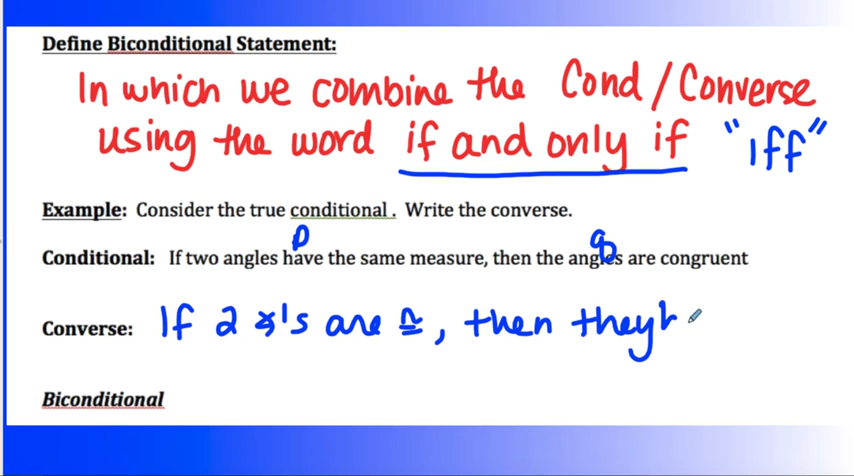 Define Biconditional Statement:
In which we combine the Cond/Converse
using the word if and only if "iff"
Example: Consider the true conditional. Write the converse.
p q
Conditional: If two angles have the same measure, then the angles are congruent
Converse: If 2 ∡'s are ≅, then they
Biconditional